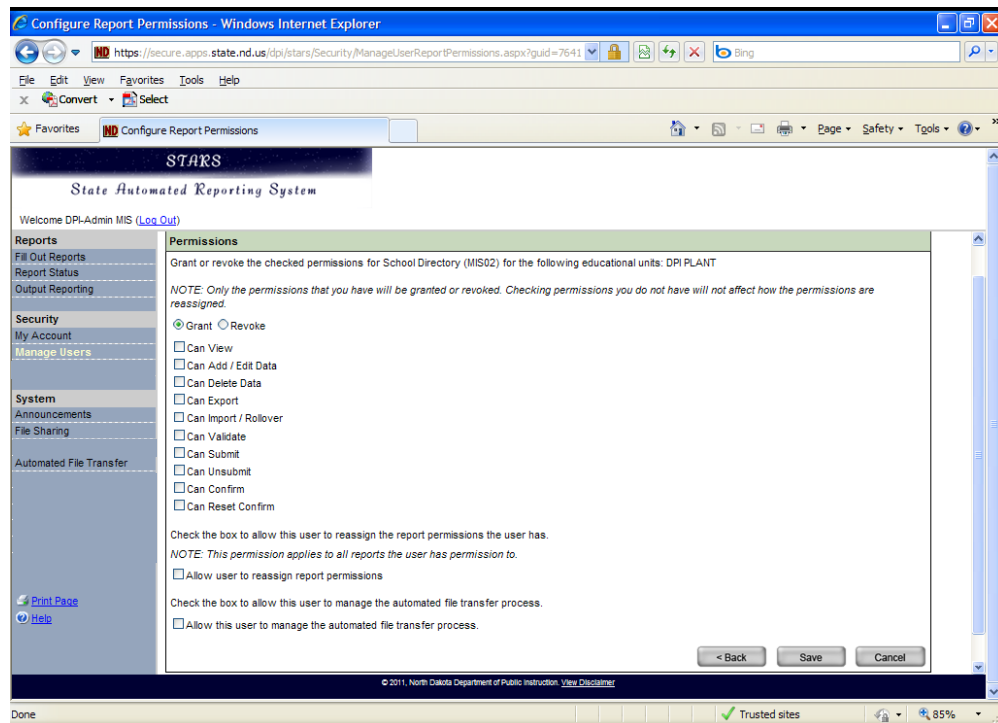 Configure Report Permissions - Windows Internet Explorer
ND https://secure.apps.state.nd.us/dpi/stars/Security/ManageUserReportPermissions.aspx?guid=7641 Bing
File Edit View Favorites Tools Help
x Convert Select
Favorites ND Configure Report Permissions Page Safety Tools »
STARS
State Automated Reporting System
Welcome DPI-Admin MIS (Log Out)
Reports
Fill Out Reports
Report Status
Output Reporting
Security
My Account
Manage Users
System
Announcements
File Sharing
Automated File Transfer
Print Page
Help
Permissions
Grant or revoke the checked permissions for School Directory (MIS02) for the following educational units: DPI PLANT
NOTE: Only the permissions that you have will be granted or revoked. Checking permissions you do not have will not affect how the permissions are
reassigned.
Grant Revoke
Can View
Can Add / Edit Data
Can Delete Data
Can Export
Can Import / Rollover
Can Validate
Can Submit
Can Unsubmit
Can Confirm
Can Reset Confirm
Check the box to allow this user to reassign the report permissions the user has.
NOTE: This permission applies to all reports the user has permission to.
Allow user to reassign report permissions
Check the box to allow this user to manage the automated file transfer process.
Allow this user to manage the automated file transfer process.
< Back Save Cancel
© 2011, North Dakota Department of Public Instruction. View Disclaimer
Done Trusted sites 85%